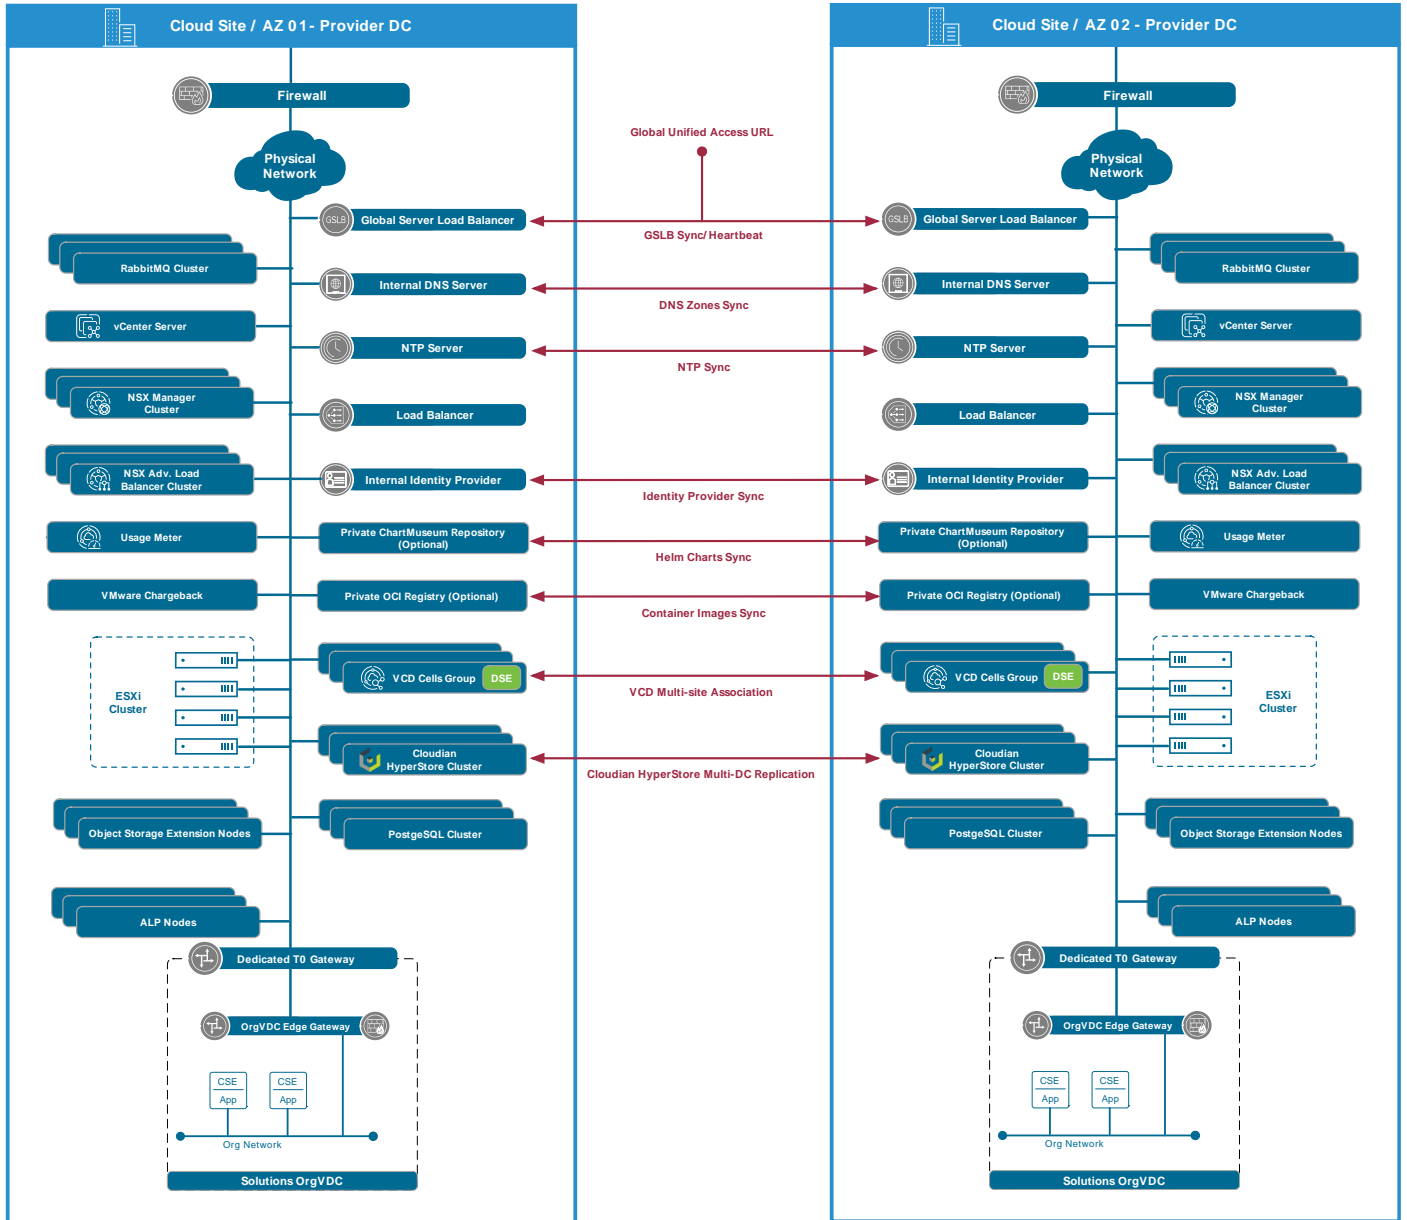 Cloud Site / AZ 01 - Provider DC
Firewall
Physical
Network
GSLB
Global Server Load Balancer
RabbitMQ Cluster
Internal DNS Server
vCenter Server
NTP Server
NSX Manager
Cluster
Load Balancer
NSX Adv. Load
Balancer Cluster
Internal Identity Provider
Usage Meter
Private ChartMuseum Repository
(Optional)
VMware Chargeback
Private OCI Registry (Optional)
ESXi
Cluster
VCD Cells Group
DSE
Cloudian
HyperStore Cluster
Object Storage Extension Nodes
PostgeSQL Cluster
ALP Nodes
Dedicated T0 Gateway
OrgVDC Edge Gateway
CSE
App
CSE
App
Org Network
Solutions OrgVDC
Global Unified Access URL
GSLB Sync/ Heartbeat
DNS Zones Sync
NTP Sync
Identity Provider Sync
Helm Charts Sync
Container Images Sync
VCD Multi-site Association
Cloudian HyperStore Multi-DC Replication
Cloud Site / AZ 02 - Provider DC
Firewall
Physical
Network
GSLB
Global Server Load Balancer
RabbitMQ Cluster
Internal DNS Server
vCenter Server
NTP Server
NSX Manager
Cluster
Load Balancer
NSX Adv. Load
Balancer Cluster
Internal Identity Provider
Private ChartMuseum Repository
(Optional)
Usage Meter
Private OCI Registry (Optional)
VMware Chargeback
VCD Cells Group
DSE
ESXi
Cluster
Cloudian
HyperStore Cluster
PostgeSQL Cluster
Object Storage Extension Nodes
ALP Nodes
Dedicated T0 Gateway
OrgVDC Edge Gateway
CSE
App
CSE
App
Org Network
Solutions OrgVDC